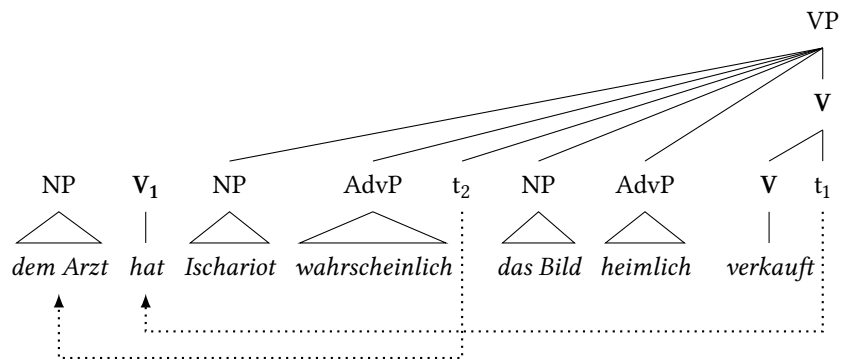 VP
V
NP V₁ NP AdvP t₂ NP AdvP V t₁
dem Arzt hat Ischariot wahrscheinlich das Bild heimlich verkauft